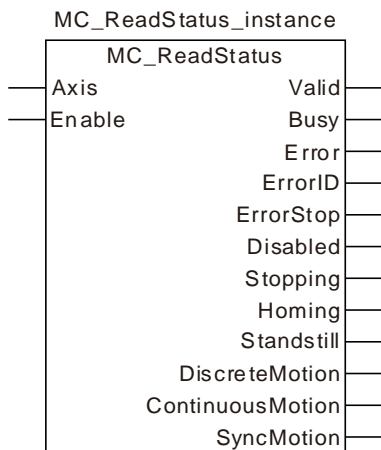 MC_ReadStatus_instance
MC_ReadStatus
Axis Valid
Enable Busy
Error
ErrorID
ErrorStop
Disabled
Stopping
Homing
Standstill
DiscreteMotion
ContinuousMotion
SyncMotion